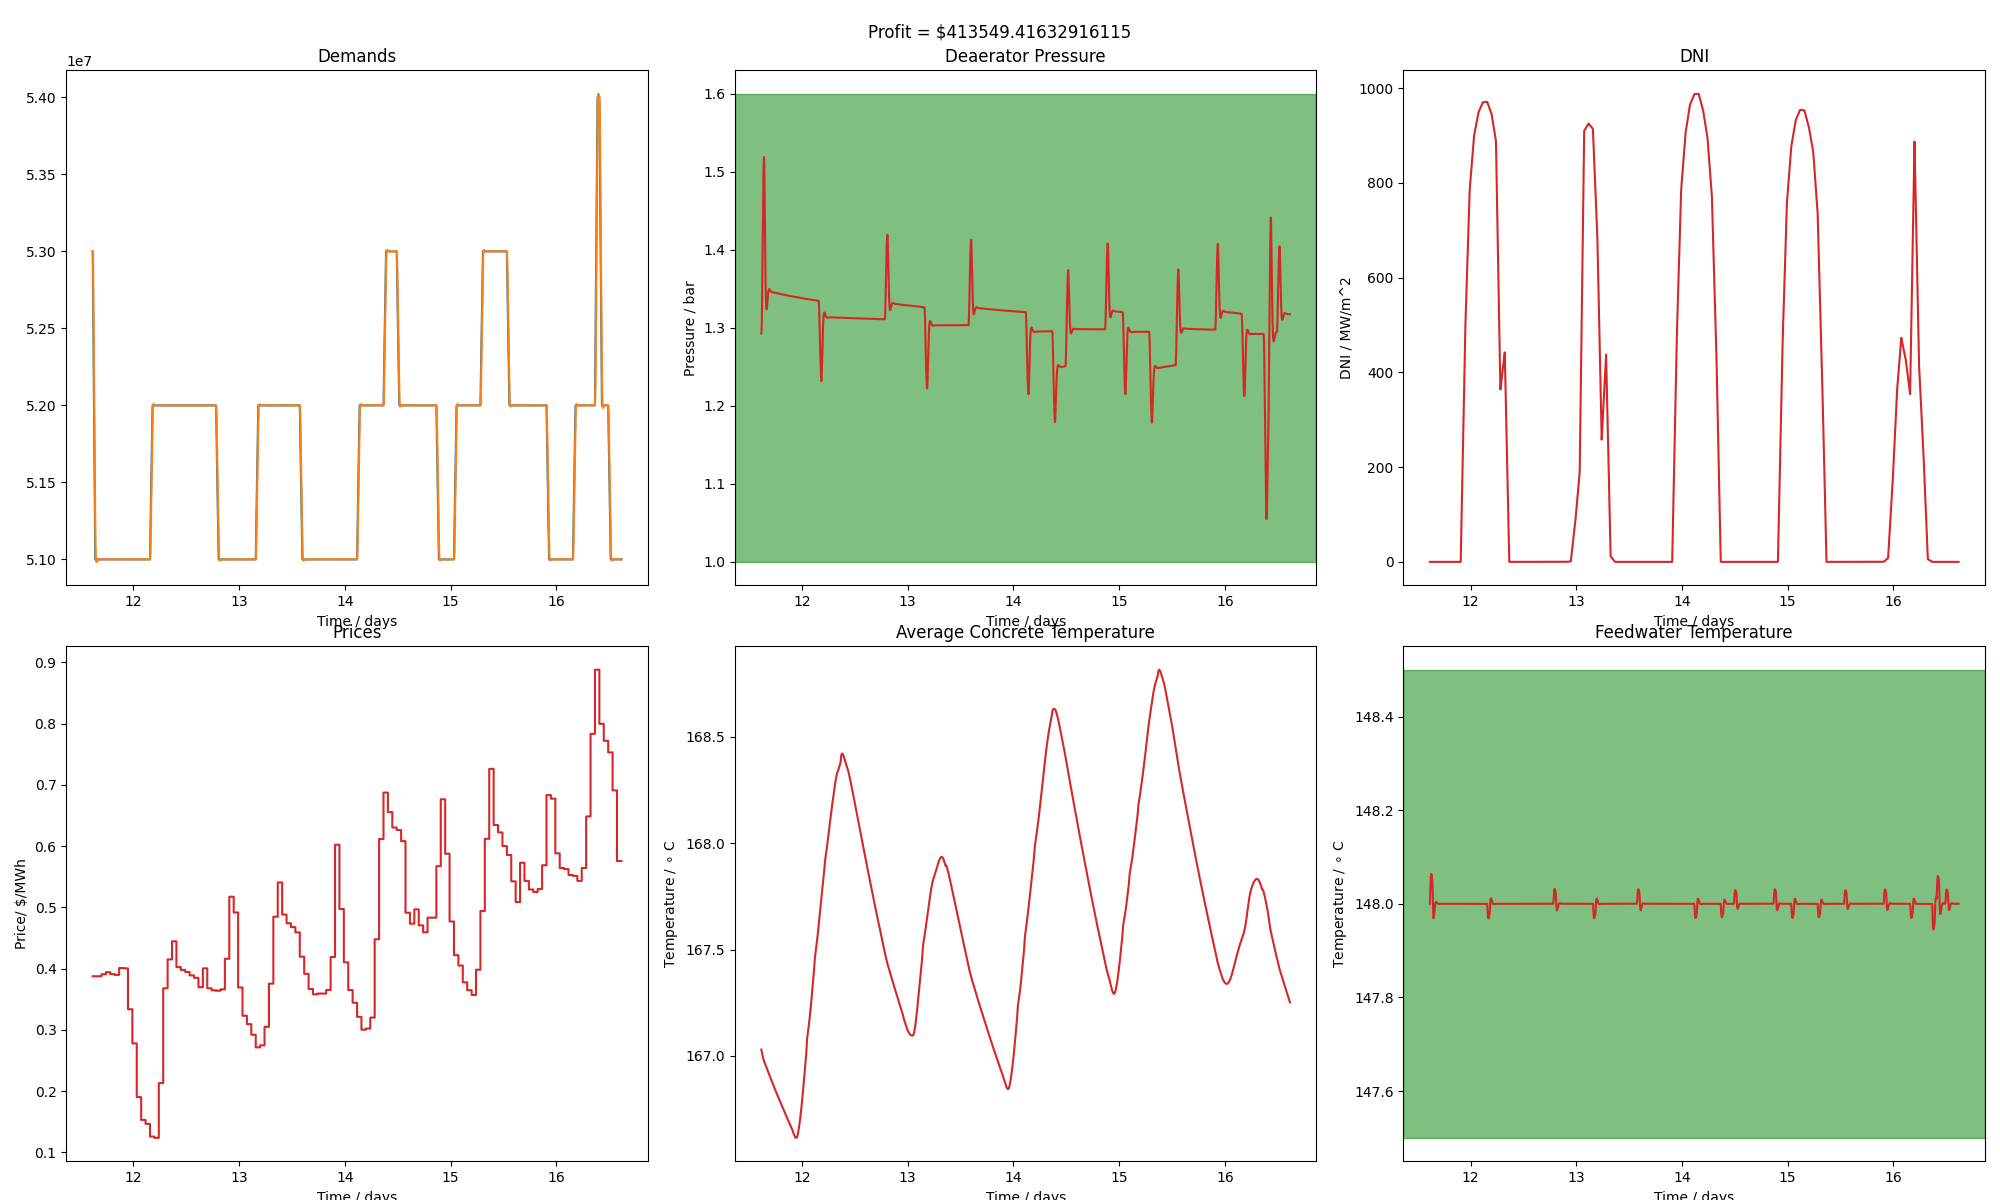 Profit = $413549.41632916115
Demands
1e7
5.40
5.35
5.30
5.25
5.20
5.15
5.10
12 13 14 15 16
Time / days
Deaerator Pressure
Pressure / bar
1.6
1.5
1.4
1.3
1.2
1.1
1.0
12 13 14 15 16
Time / days
DNI
DNI / MW/m^2
1000
800
600
400
200
0
12 13 14 15 16
Time / days
Prices
Price/ $/MWh
0.9
0.8
0.7
0.6
0.5
0.4
0.3
0.2
0.1
12 13 14 15 16
Time / days
Average Concrete Temperature
Temperature / ∘ C
168.5
168.0
167.5
167.0
12 13 14 15 16
Time / days
Feedwater Temperature
Temperature / ∘ C
148.4
148.2
148.0
147.8
147.6
12 13 14 15 16
Time / days